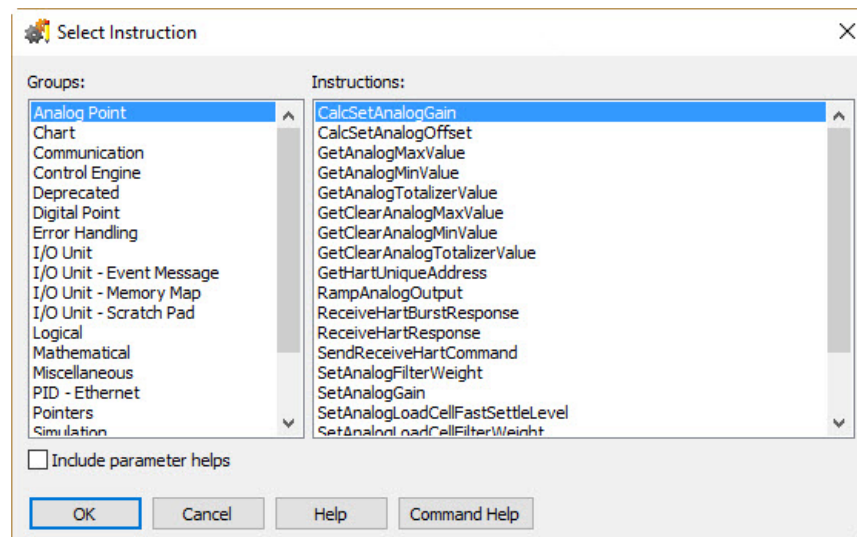 Select Instruction
Groups:
Analog Point
Chart
Communication
Control Engine
Deprecated
Digital Point
Error Handling
I/O Unit
I/O Unit - Event Message
I/O Unit - Memory Map
I/O Unit - Scratch Pad
Logical
Mathematical
Miscellaneous
PID - Ethernet
Pointers
Simulation
Instructions:
CalcSetAnalogGain
CalcSetAnalogOffset
GetAnalogMaxValue
GetAnalogMinValue
GetAnalogTotalizerValue
GetClearAnalogMaxValue
GetClearAnalogMinValue
GetClearAnalogTotalizerValue
GetHartUniqueAddress
RampAnalogOutput
ReceiveHartBurstResponse
ReceiveHartResponse
SendReceiveHartCommand
SetAnalogFilterWeight
SetAnalogGain
SetAnalogLoadCellFastSettleLevel
SetAnalogLoadCellFilterWeight
Include parameter helps
OK Cancel Help Command Help